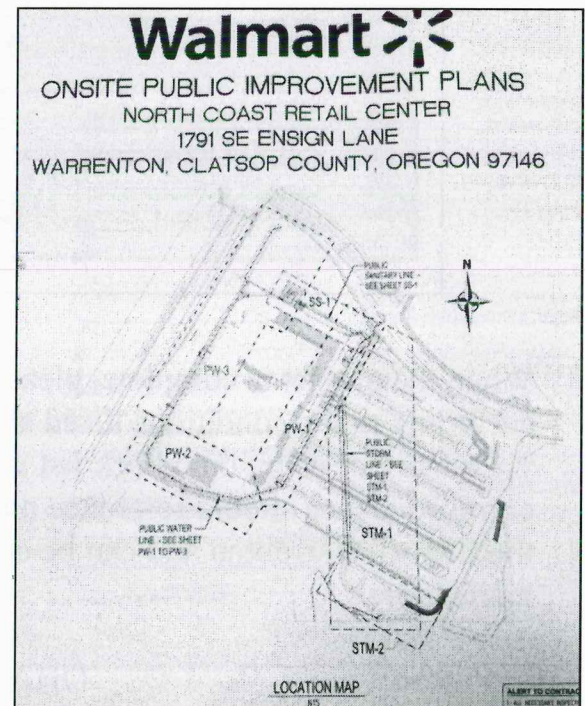 Walmart
ONSITE PUBLIC IMPROVEMENT PLANS
NORTH COAST RETAIL CENTER
1791 SE ENSIGN LANE
WARRENTON, CLATSOP COUNTY, OREGON 97146
PUBLIC
SANITARY LINE -
SEE SHEET SS-1
N
SS-1
PW-3
PW-1
PW-2
PUBLIC
STORM
LINE - SEE
SHEET
STM-1
STM-2
PUBLIC WATER
LINE - SEE SHEET
PW-1 TO PW-3
STM-1
STM-2
LOCATION MAP
NTS
ALERT TO CONTRAC